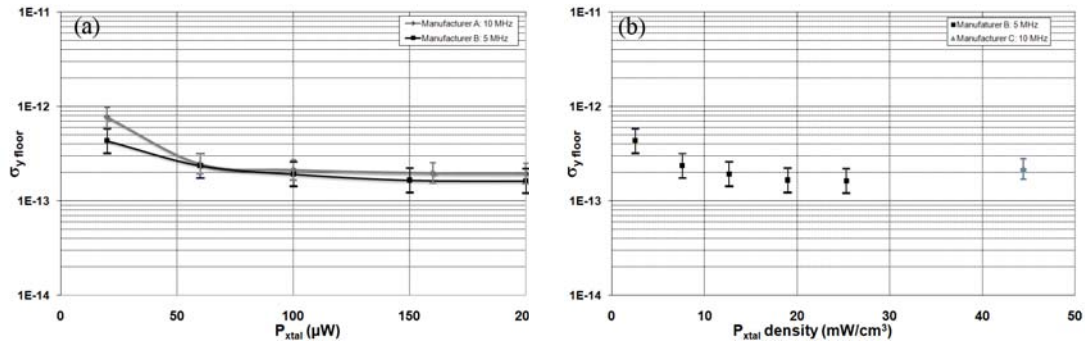 (a)
Manufacturer A: 10 MHz
Manufacturer B: 5 MHz
1E-11
1E-12
1E-13
1E-14
σy floor
0
50
100
150
20
Pxtal (µW)
(b)
Manufaturer B: 5 MHz
Manufacturer C: 10 MHz
1E-11
1E-12
1E-13
1E-14
σy floor
0
10
20
30
40
50
Pxtal density (mW/cm³)